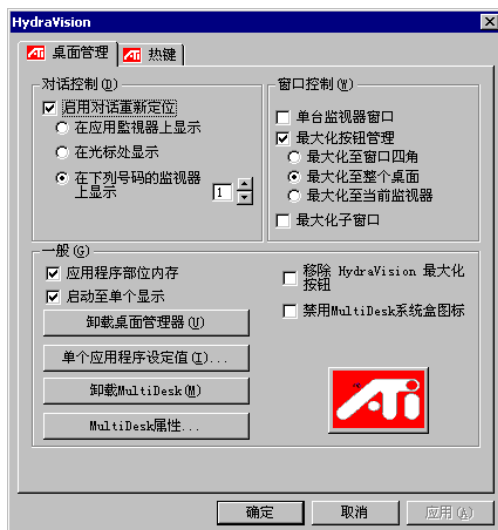 HydraVision
ATI 桌面管理
ATI 热键
对话控制(D)
启用对话重新定位
在应用監視器上显示
在光标处显示
在下列号码的监视器
上显示
1
窗口控制(W)
单台监视器窗口
最大化按钮管理
最大化至窗口四角
最大化至整个桌面
最大化至当前监视器
最大化子窗口
一般(G)
应用程序部位内存
启动至单个显示
卸载桌面管理器(U)
单个应用程序设定值(I)...
卸载MultiDesk(M)
MultiDesk属性...
移除 HydraVision 最大化
按钮
禁用MultiDesk系统盒图标
ATI
确定
取消
应用(A)